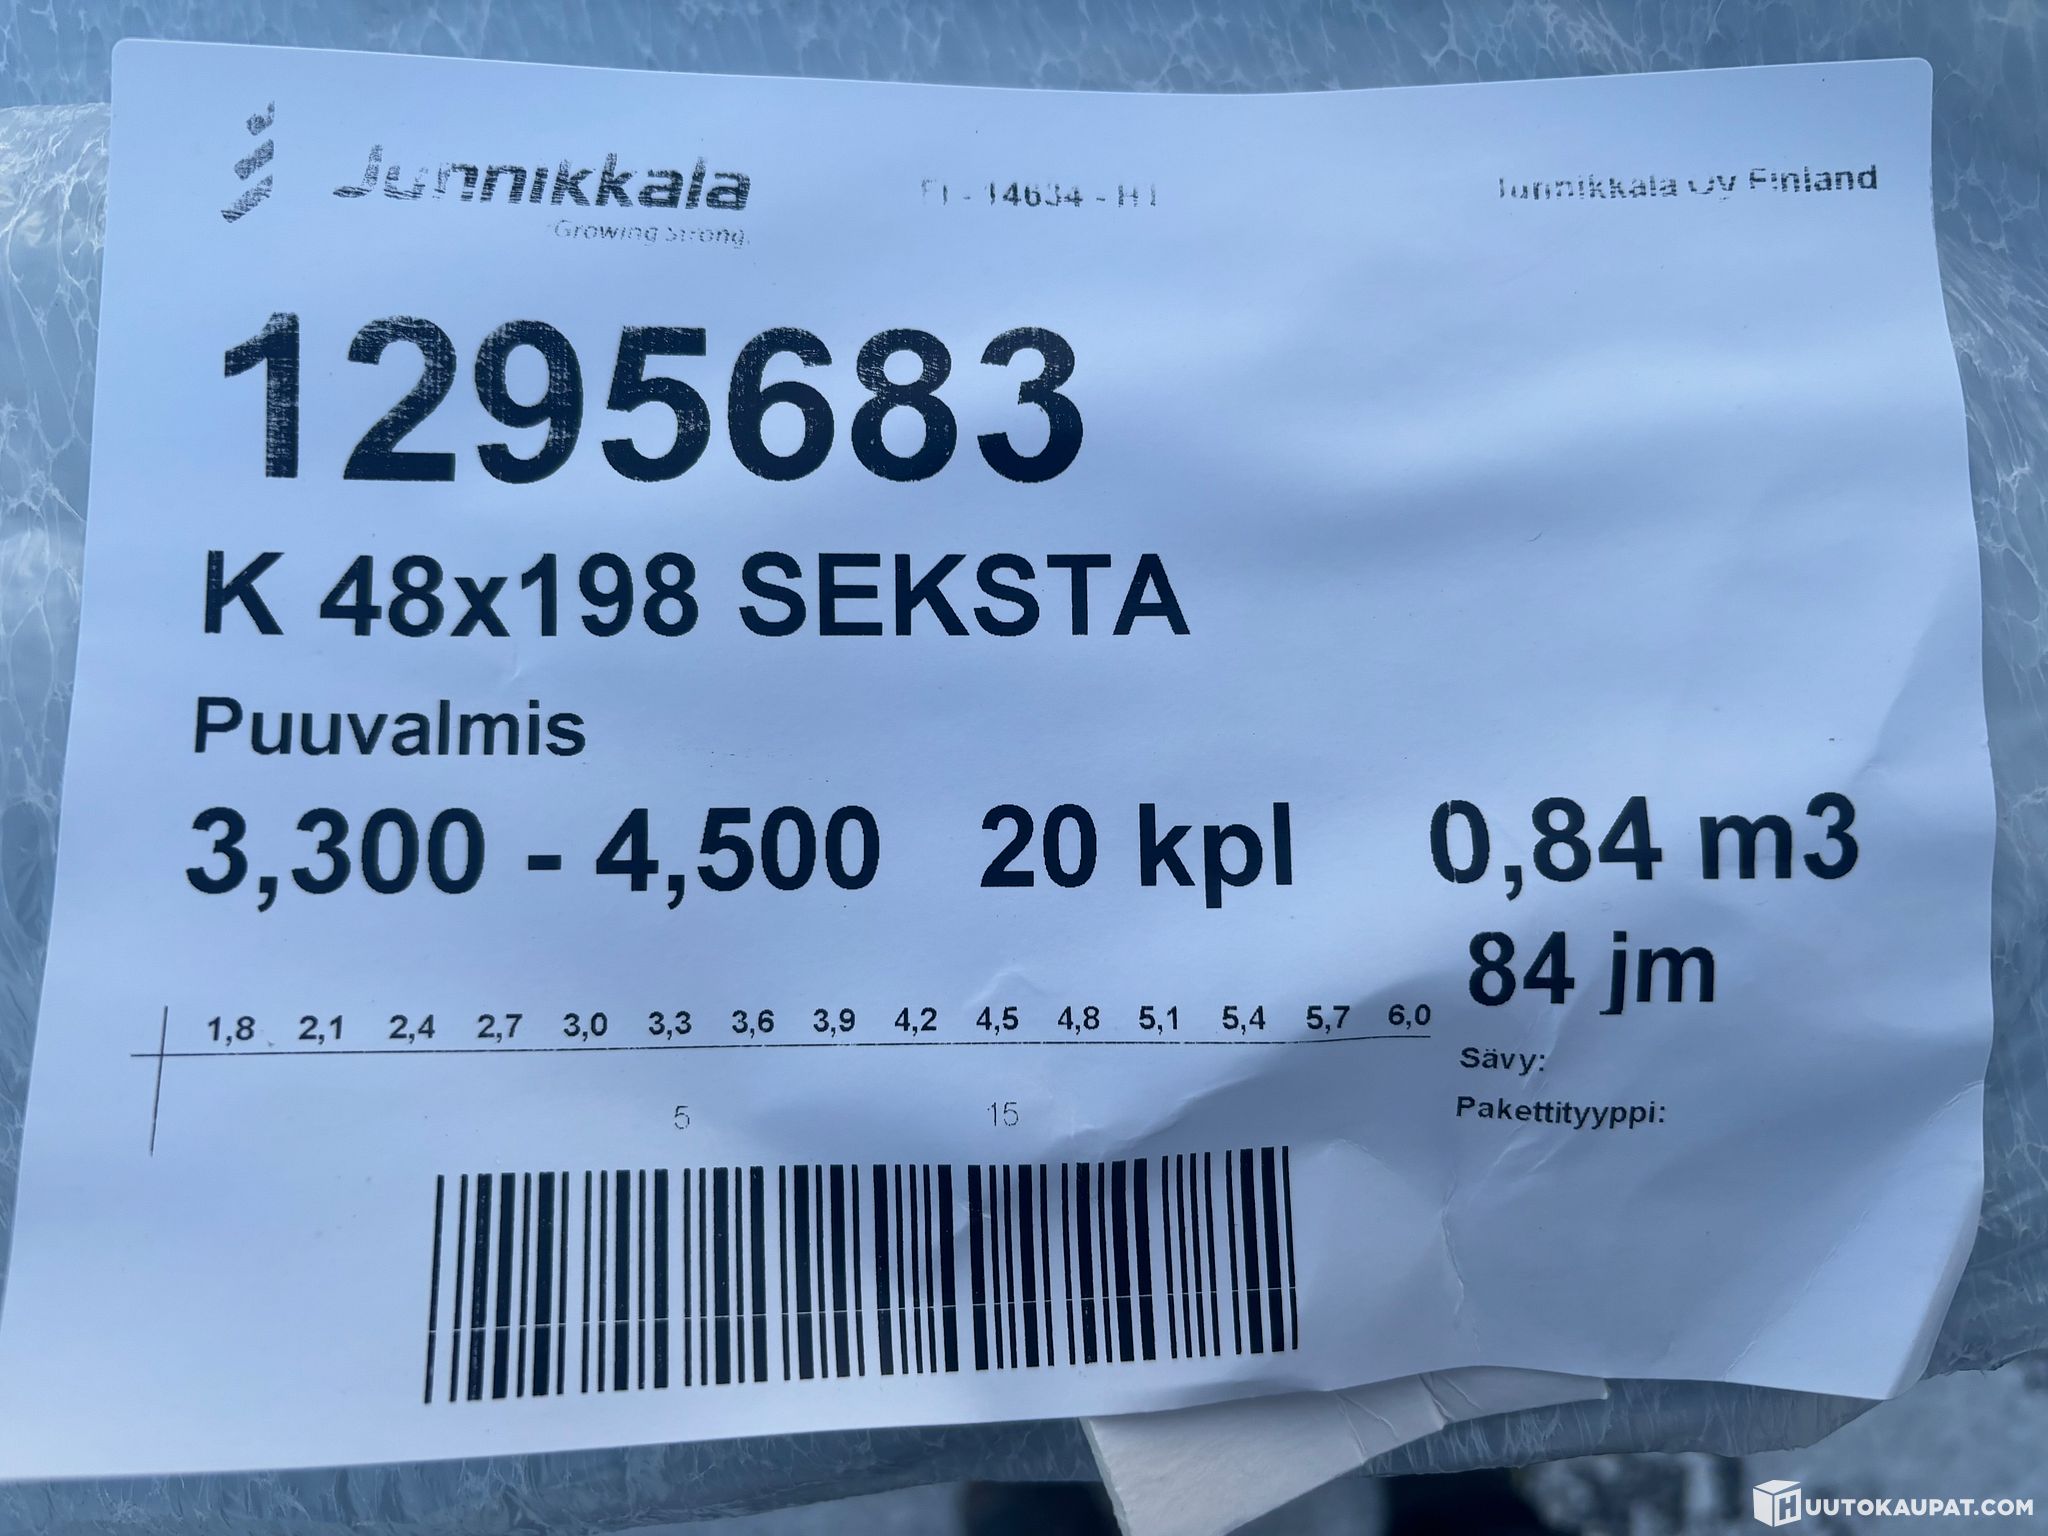 Junnikkala
Growing Strong.
FI - 14634 - HT
Junnikkala Oy Finland
1295683
K 48x198 SEKSTA
Puuvalmis
3,300 - 4,500 20 kpl 0,84 m3
84 jm
1,8 2,1 2,4 2,7 3,0 3,3 3,6 3,9 4,2 4,5 4,8 5,1 5,4 5,7 6,0
Sävy:
5 15
Pakettityyppi:
HUUTOKAUPAT.COM